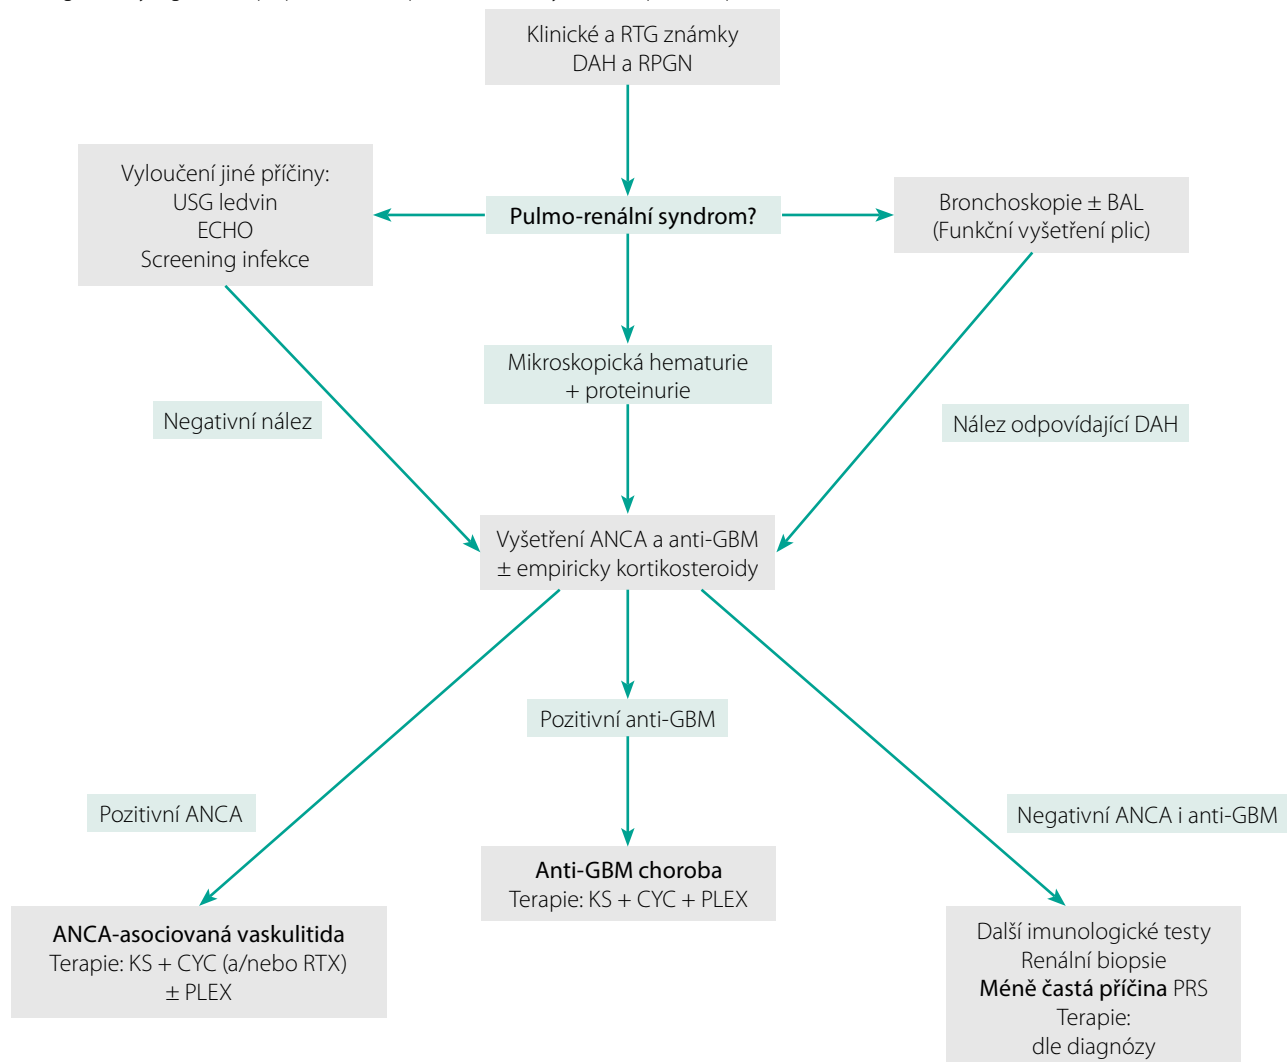 Klinické a RTG známky
DAH a RPGN
Vyloučení jiné příčiny:
USG ledvin
ECHO
Screening infekce
Pulmo-renální syndrom?
Bronchoskopie ± BAL
(Funkční vyšetření plic)
Mikroskopická hematurie
+ proteinurie
Negativní nález
Nález odpovídající DAH
Vyšetření ANCA a anti-GBM
± empiricky kortikosteroidy
Pozitivní anti-GBM
Pozitivní ANCA
Negativní ANCA i anti-GBM
Anti-GBM choroba
Terapie: KS + CYC + PLEX
ANCA-asociovaná vaskulitida
Terapie: KS + CYC (a/nebo RTX)
± PLEX
Další imunologické testy
Renální biopsie
Méně častá příčina PRS
Terapie:
dle diagnózy